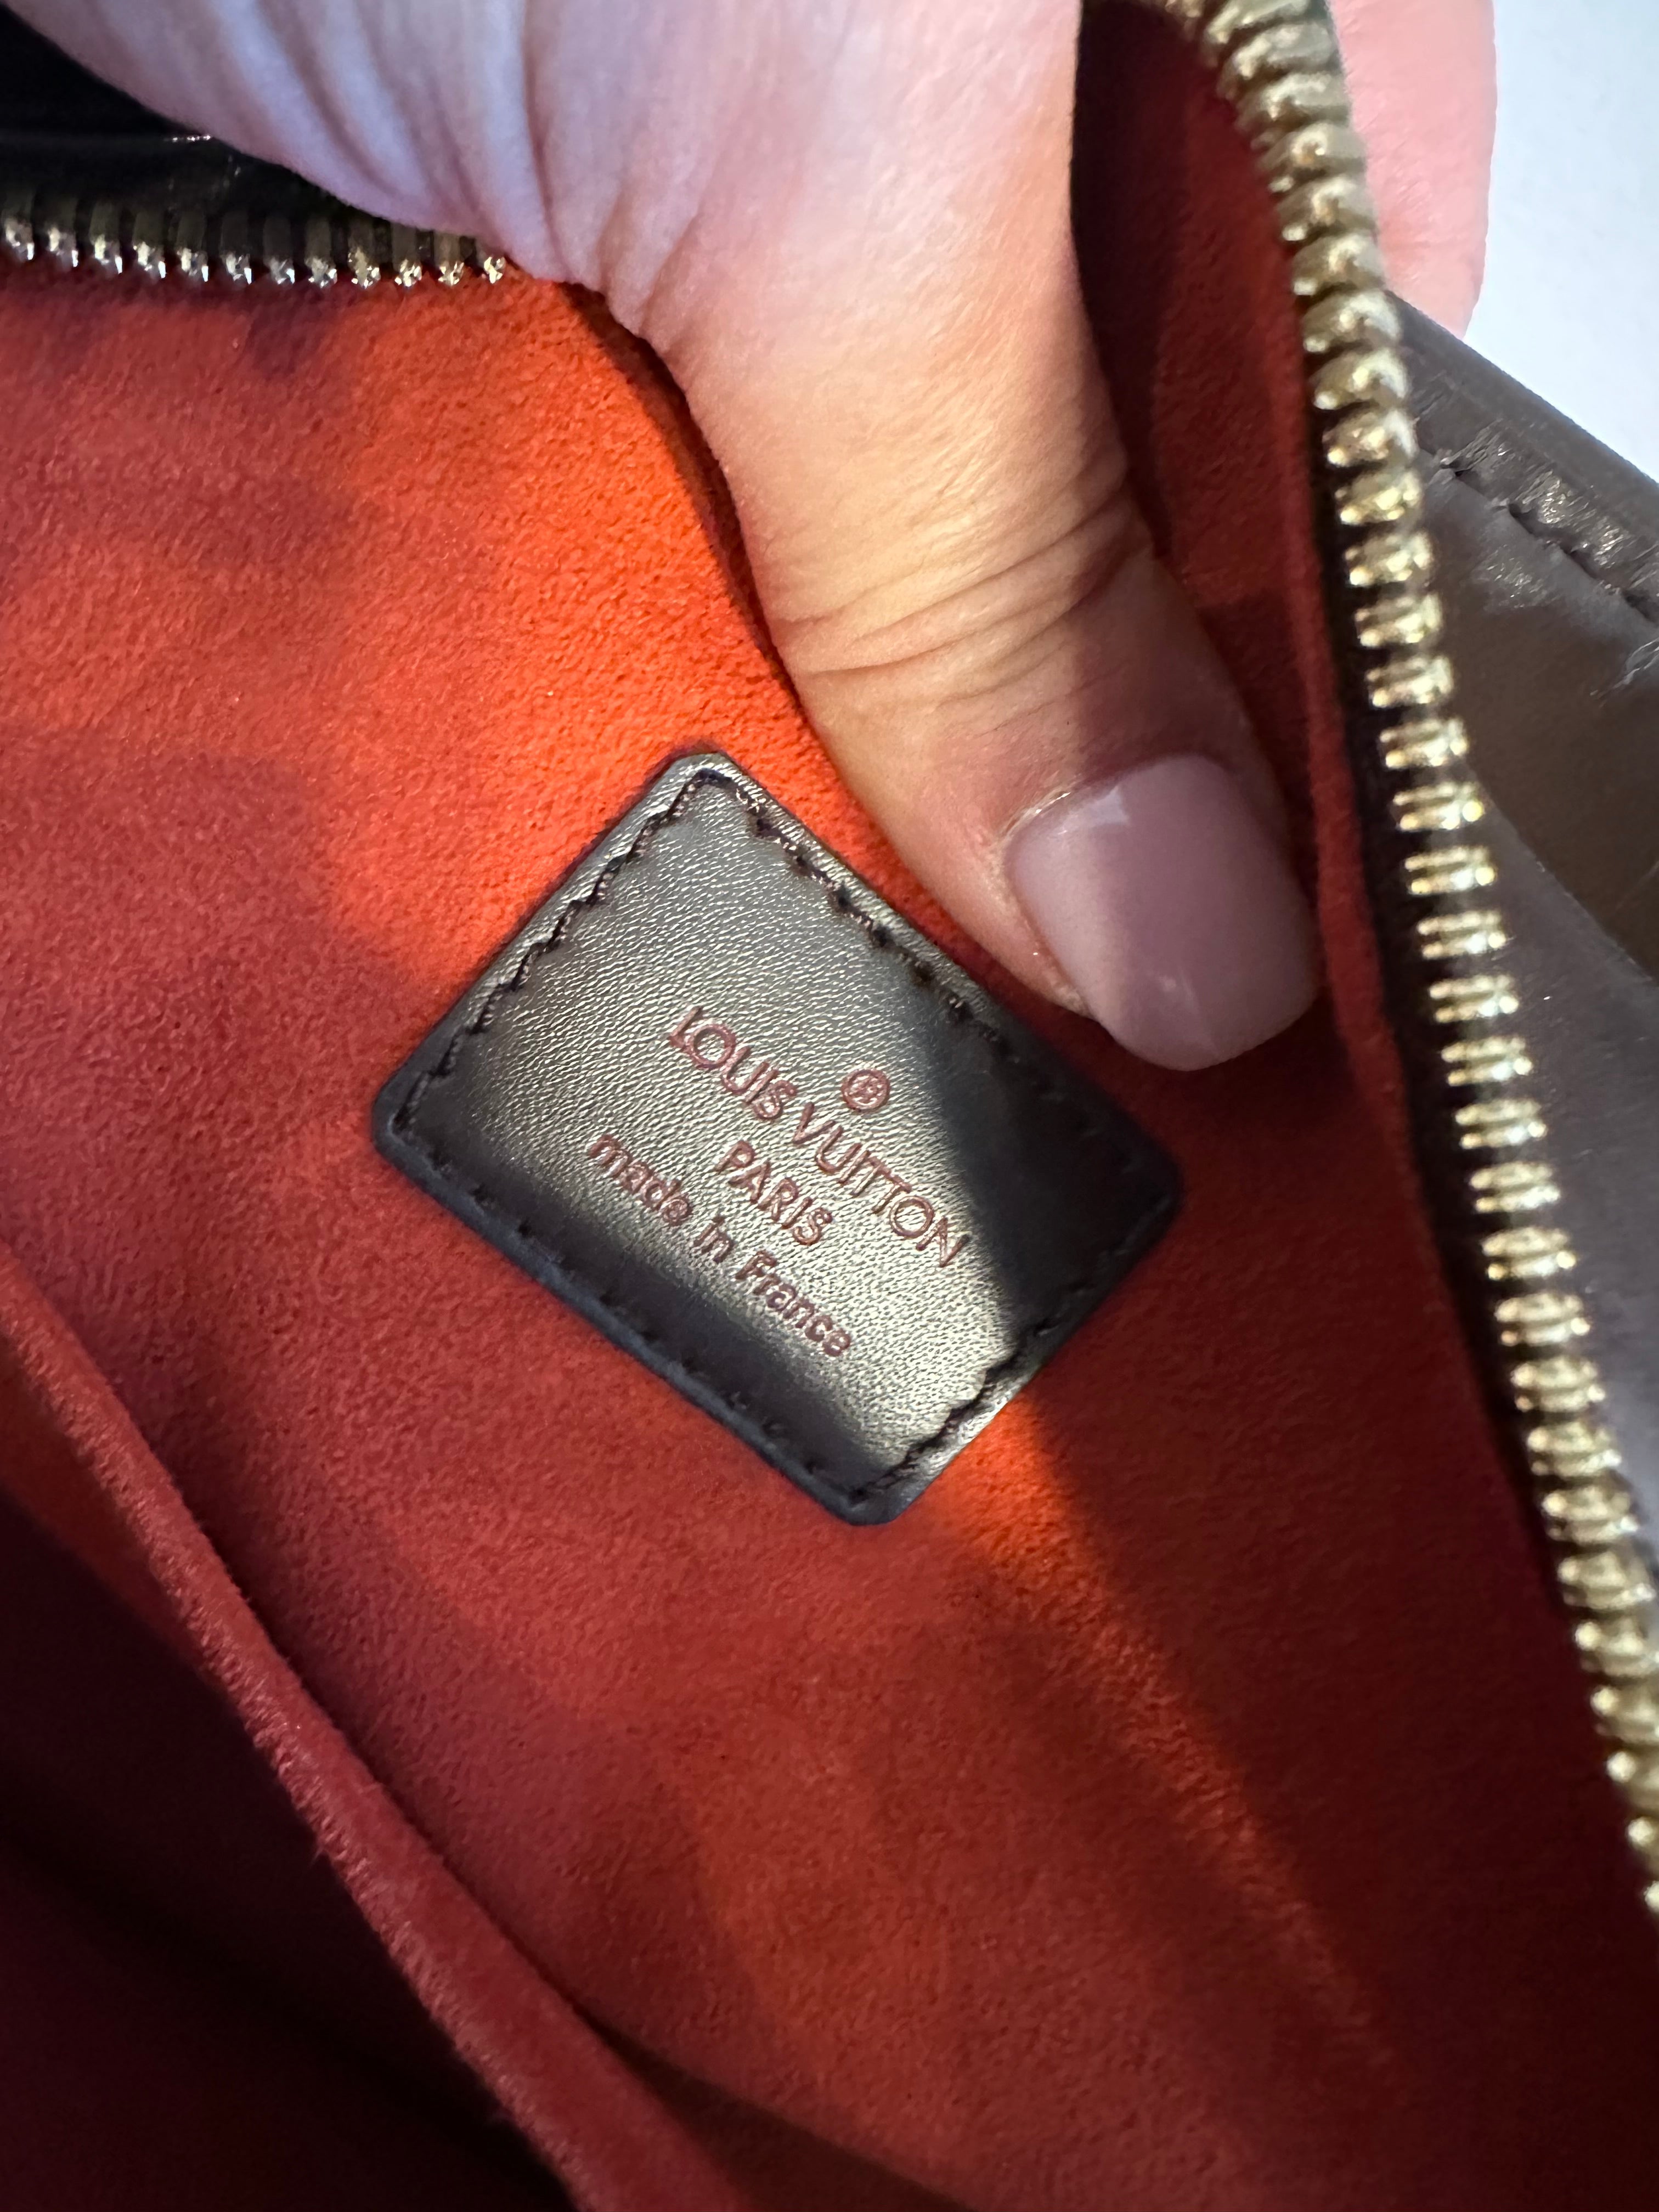 ®
LOUIS VUITTON
PARIS
made in France